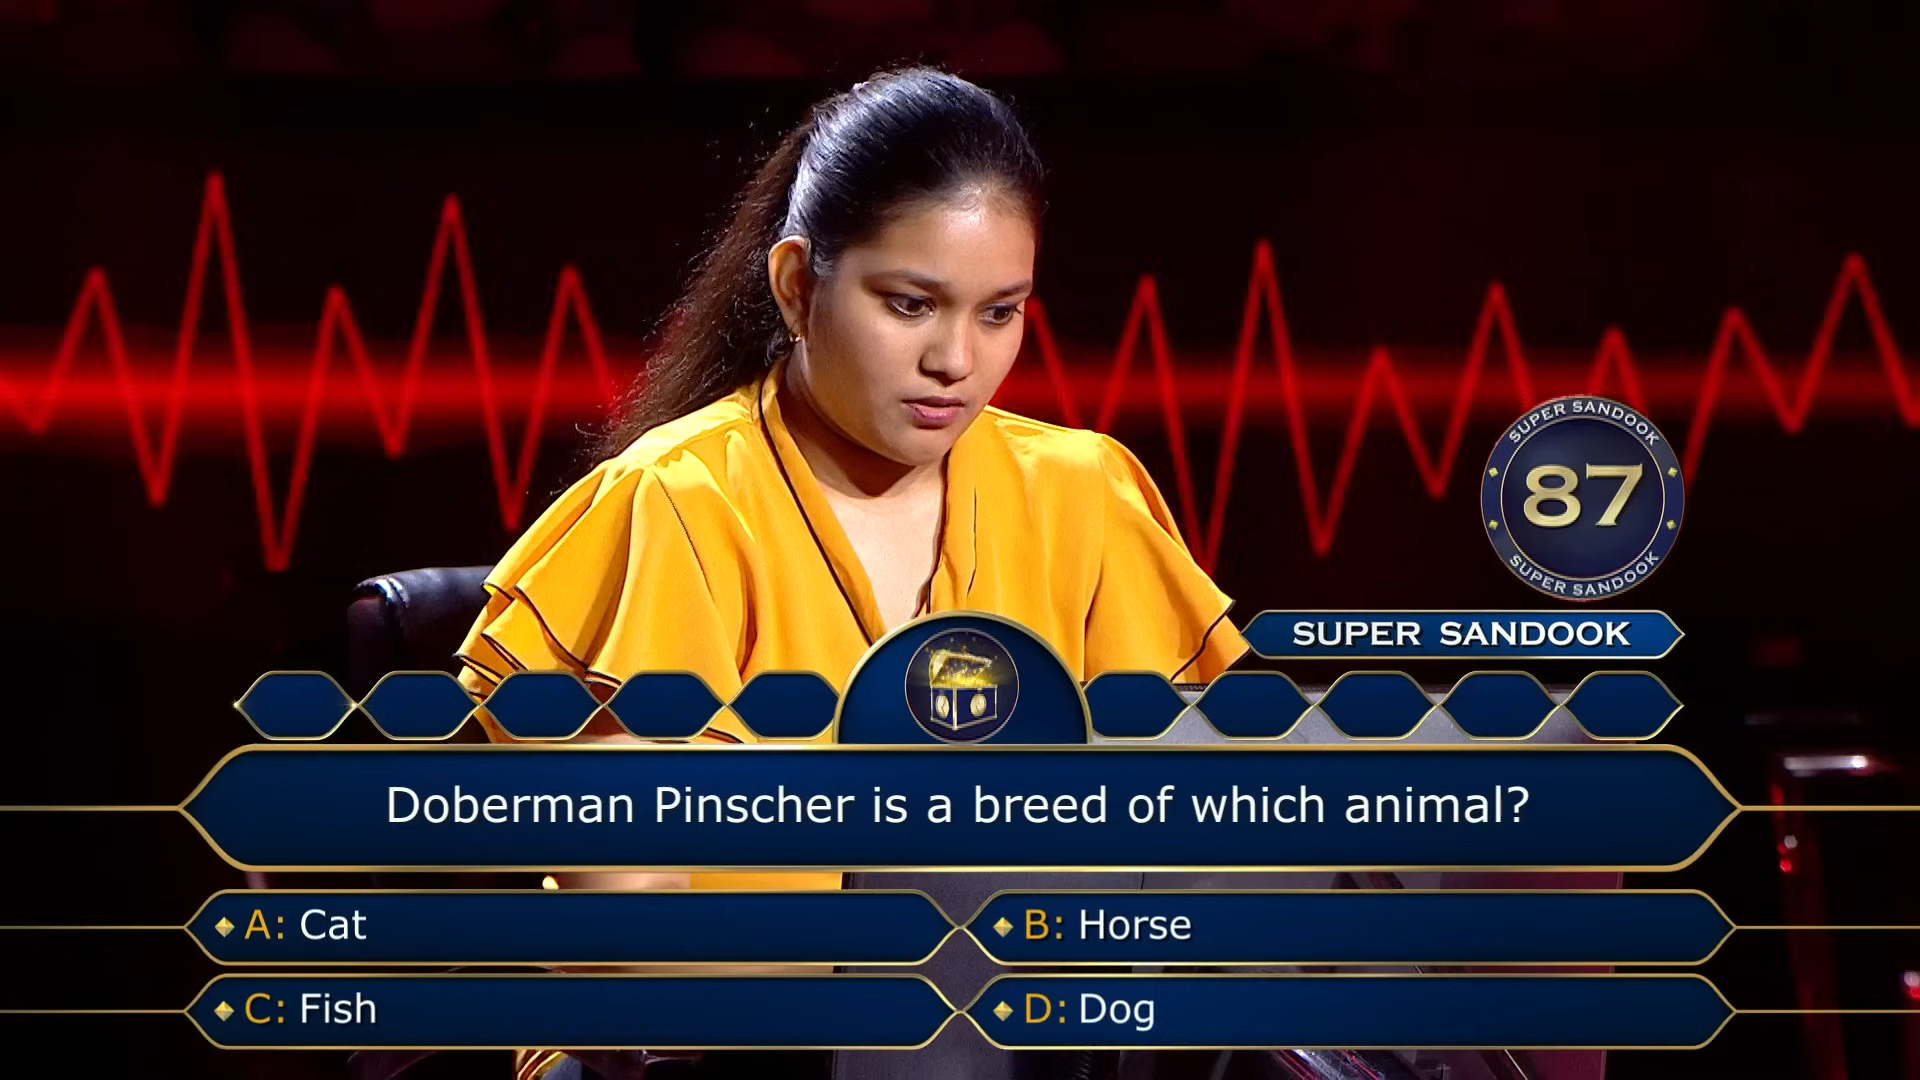 SUPER SANDOOK
87
SUPER SANDOOK
SUPER SANDOOK
Doberman Pinscher is a breed of which animal?
A: Cat
B: Horse
C: Fish
D: Dog